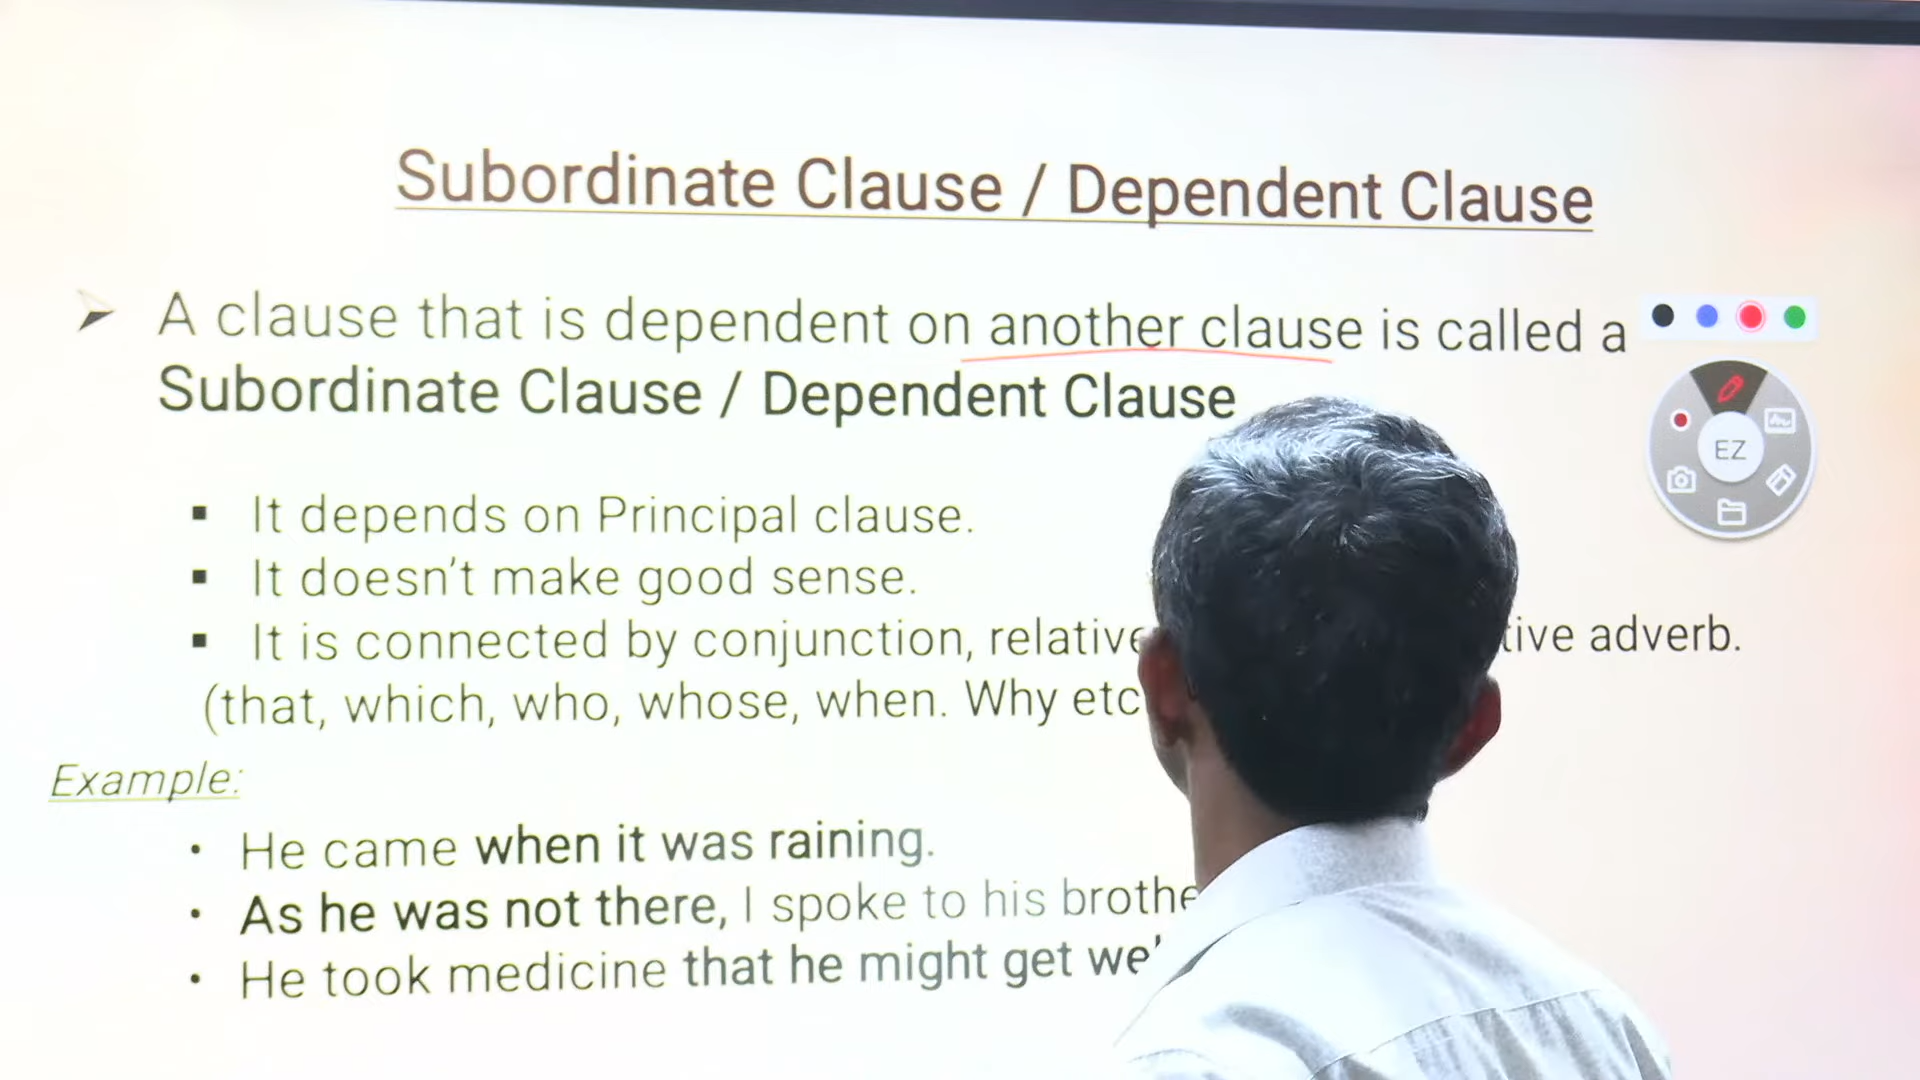 Subordinate Clause / Dependent Clause
A clause that is dependent on another clause is called a
Subordinate Clause / Dependent Clause
It depends on Principal clause.
It doesn't make good sense.
It is connected by conjunction, relative adverb.
(that, which, who, whose, when. Why etc
Example:
He came when it was raining.
As he was not there, I spoke to his
He took medicine that he might get
EZ